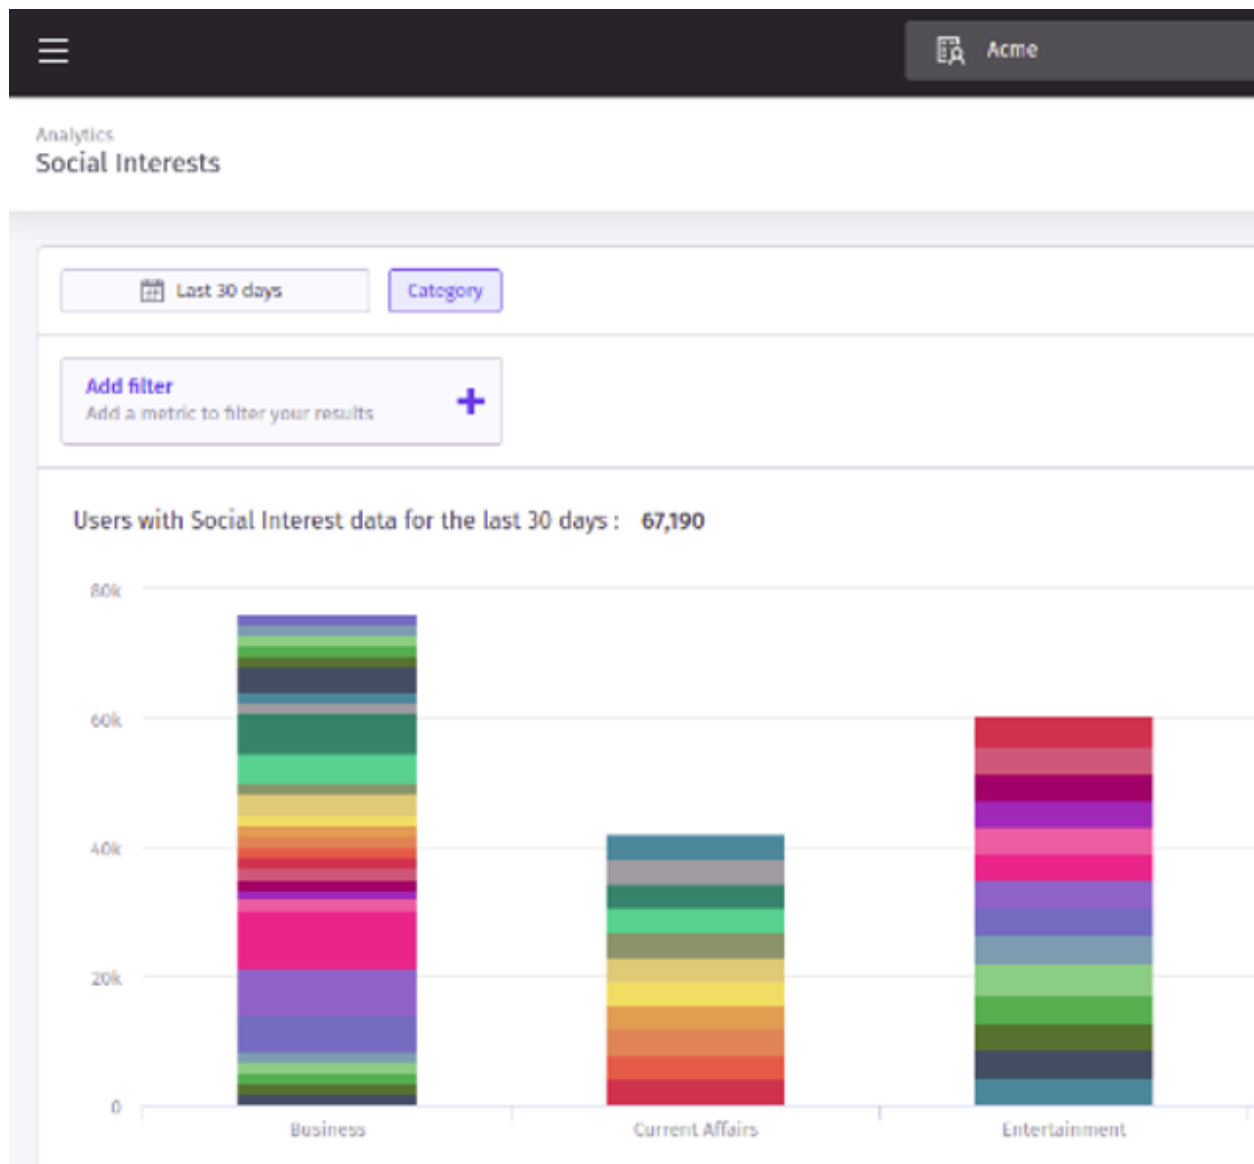 Acme
Analytics
Social Interests
Last 30 days
Category
Add filter
Add a metric to filter your results
Users with Social Interest data for the last 30 days : 67,190
80k
60k
40k
20k
0
Business
Current Affairs
Entertainment